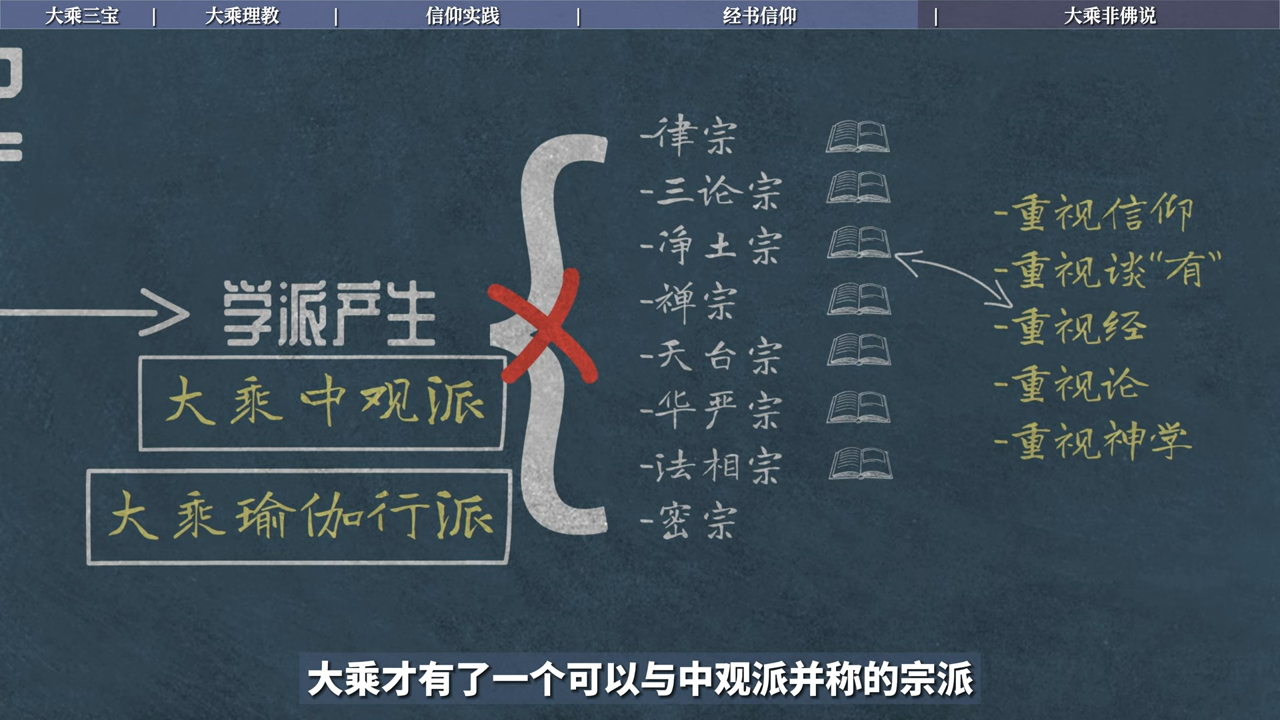 大乘三宝 | 大乘理教 | 信仰实践 | 经书信仰 | 大乘非佛说
学派产生
大乘中观派
大乘瑜伽行派
-律宗
-三论宗
-净土宗
-禅宗
-天台宗
-华严宗
-法相宗
-密宗
-重视信仰
-重视谈“有”
-重视经
-重视论
-重视神学
大乘才有了一个可以与中观派并称的宗派